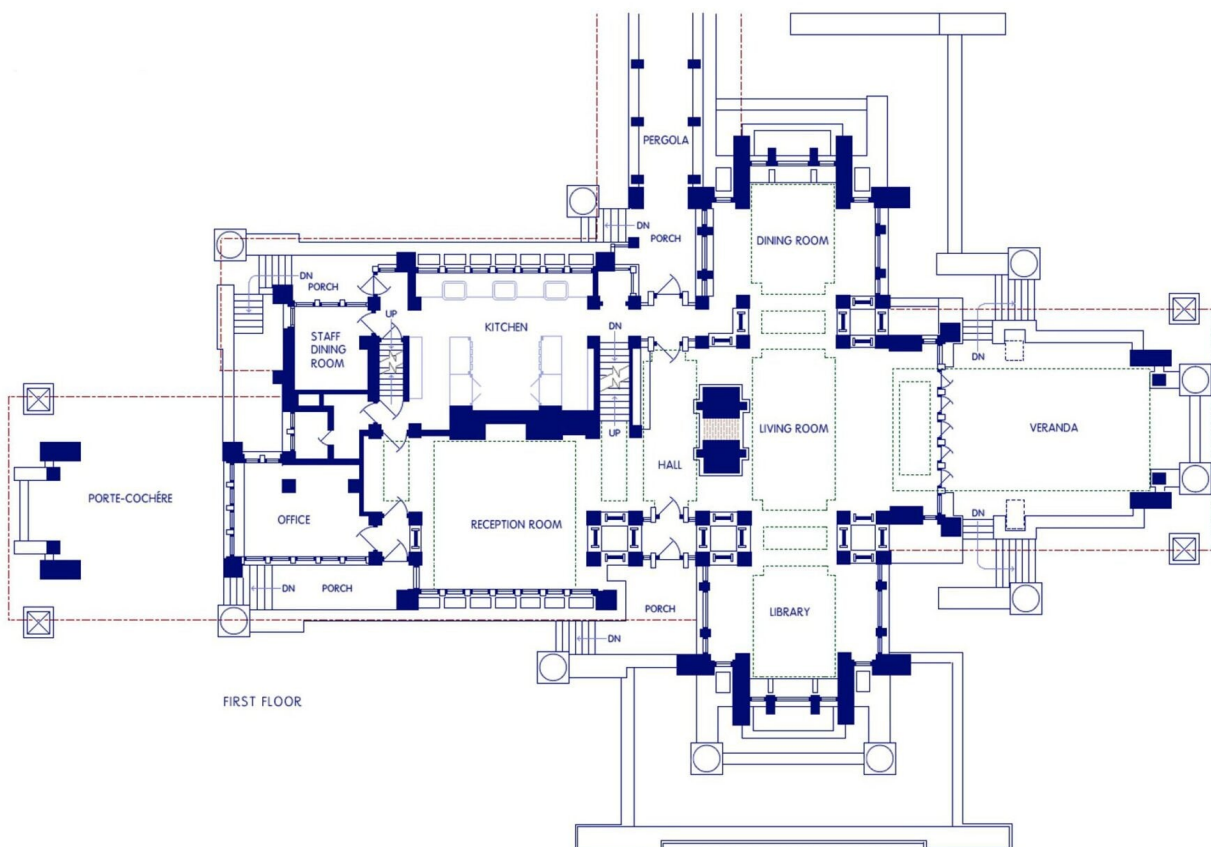 PERGOLA
DN
PORCH
DINING ROOM
DN
PORCH
UP
KITCHEN
DN
STAFF
DINING
ROOM
DN
LIVING ROOM
VERANDA
UP
HALL
PORTE-COCHÉRE
OFFICE
RECEPTION ROOM
DN
DN
PORCH
PORCH
LIBRARY
DN
FIRST FLOOR